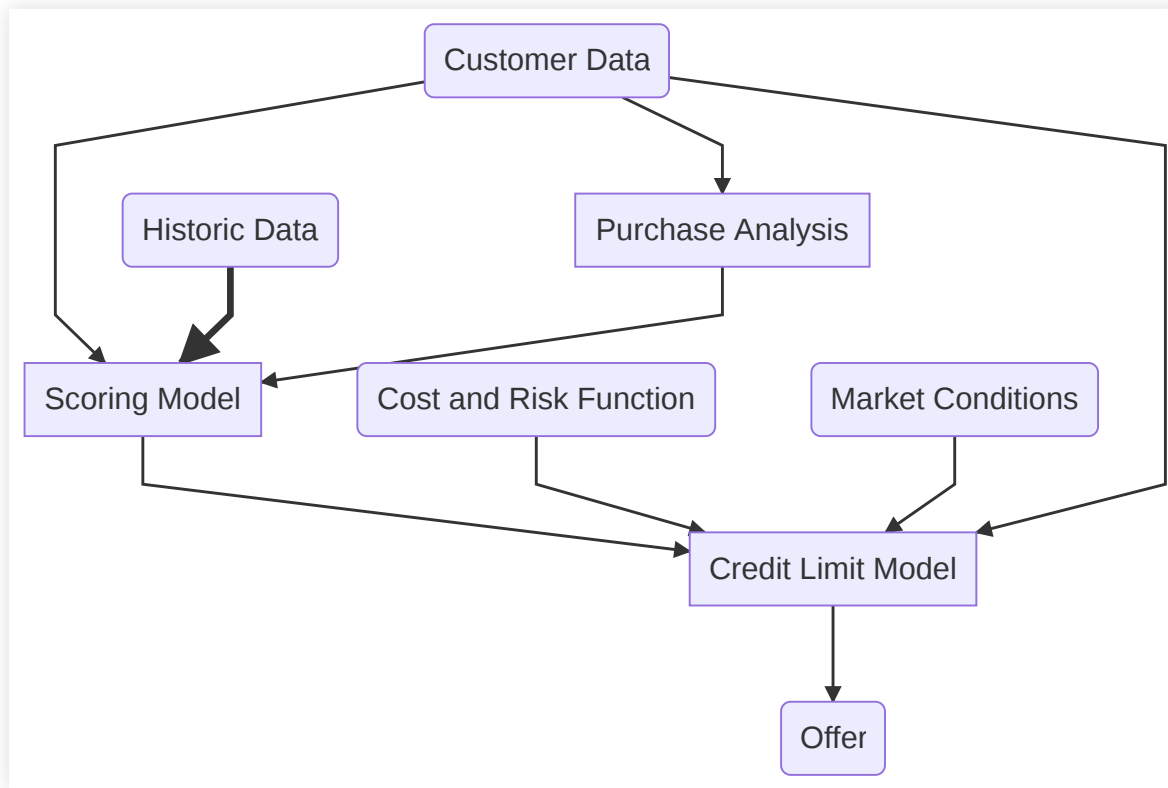 Customer Data
Historic Data
Purchase Analysis
Scoring Model
Cost and Risk Function
Market Conditions
Credit Limit Model
Offer